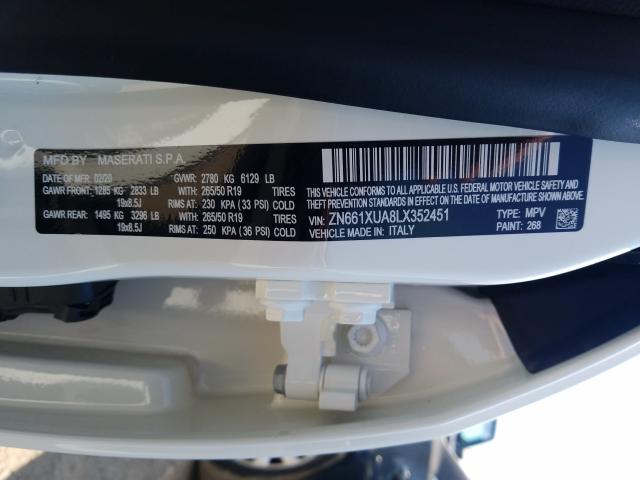 MFD BY MASERATI S.P.A.
DATE OF MFR: 02/20 GVWR: 2780 KG 6129 LB
GAWR FRONT: 1285 KG 2833 LB WITH: 265/50 R19 TIRES
19x8.5J RIMS AT: 230 KPA (33 PSI) COLD
GAWR REAR: 1495 KG 3296 LB WITH: 265/50 R19 TIRES
19x8.5J RIMS AT: 250 KPA (36 PSI) COLD
THIS VEHICLE CONFORMS TO ALL APPLICABLE U.S. FEDERAL MOTOR VEHICLE SAFETY,
AND THEFT PREVENTION STANDARDS IN EFFECT ON THE DATE OF MANUFACTURE SHOWN ABOVE.
VIN: ZN661XUA8LX352451
TYPE: MPV
VEHICLE MADE IN: ITALY
PAINT: 268